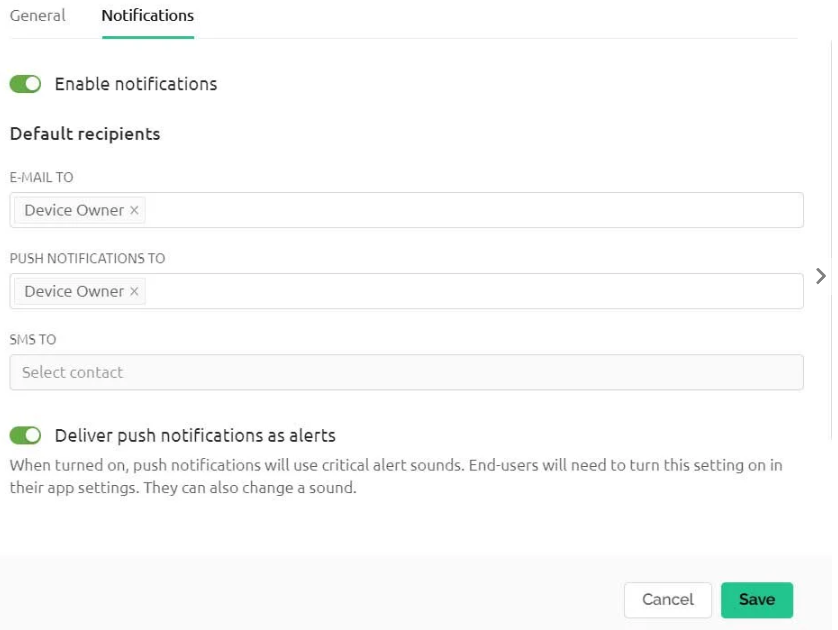 General Notifications
Enable notifications
Default recipients
E-MAIL TO
Device Owner ×
PUSH NOTIFICATIONS TO
Device Owner ×
SMS TO
Select contact
Deliver push notifications as alerts
When turned on, push notifications will use critical alert sounds. End-users will need to turn this setting on in
their app settings. They can also change a sound.
Cancel Save